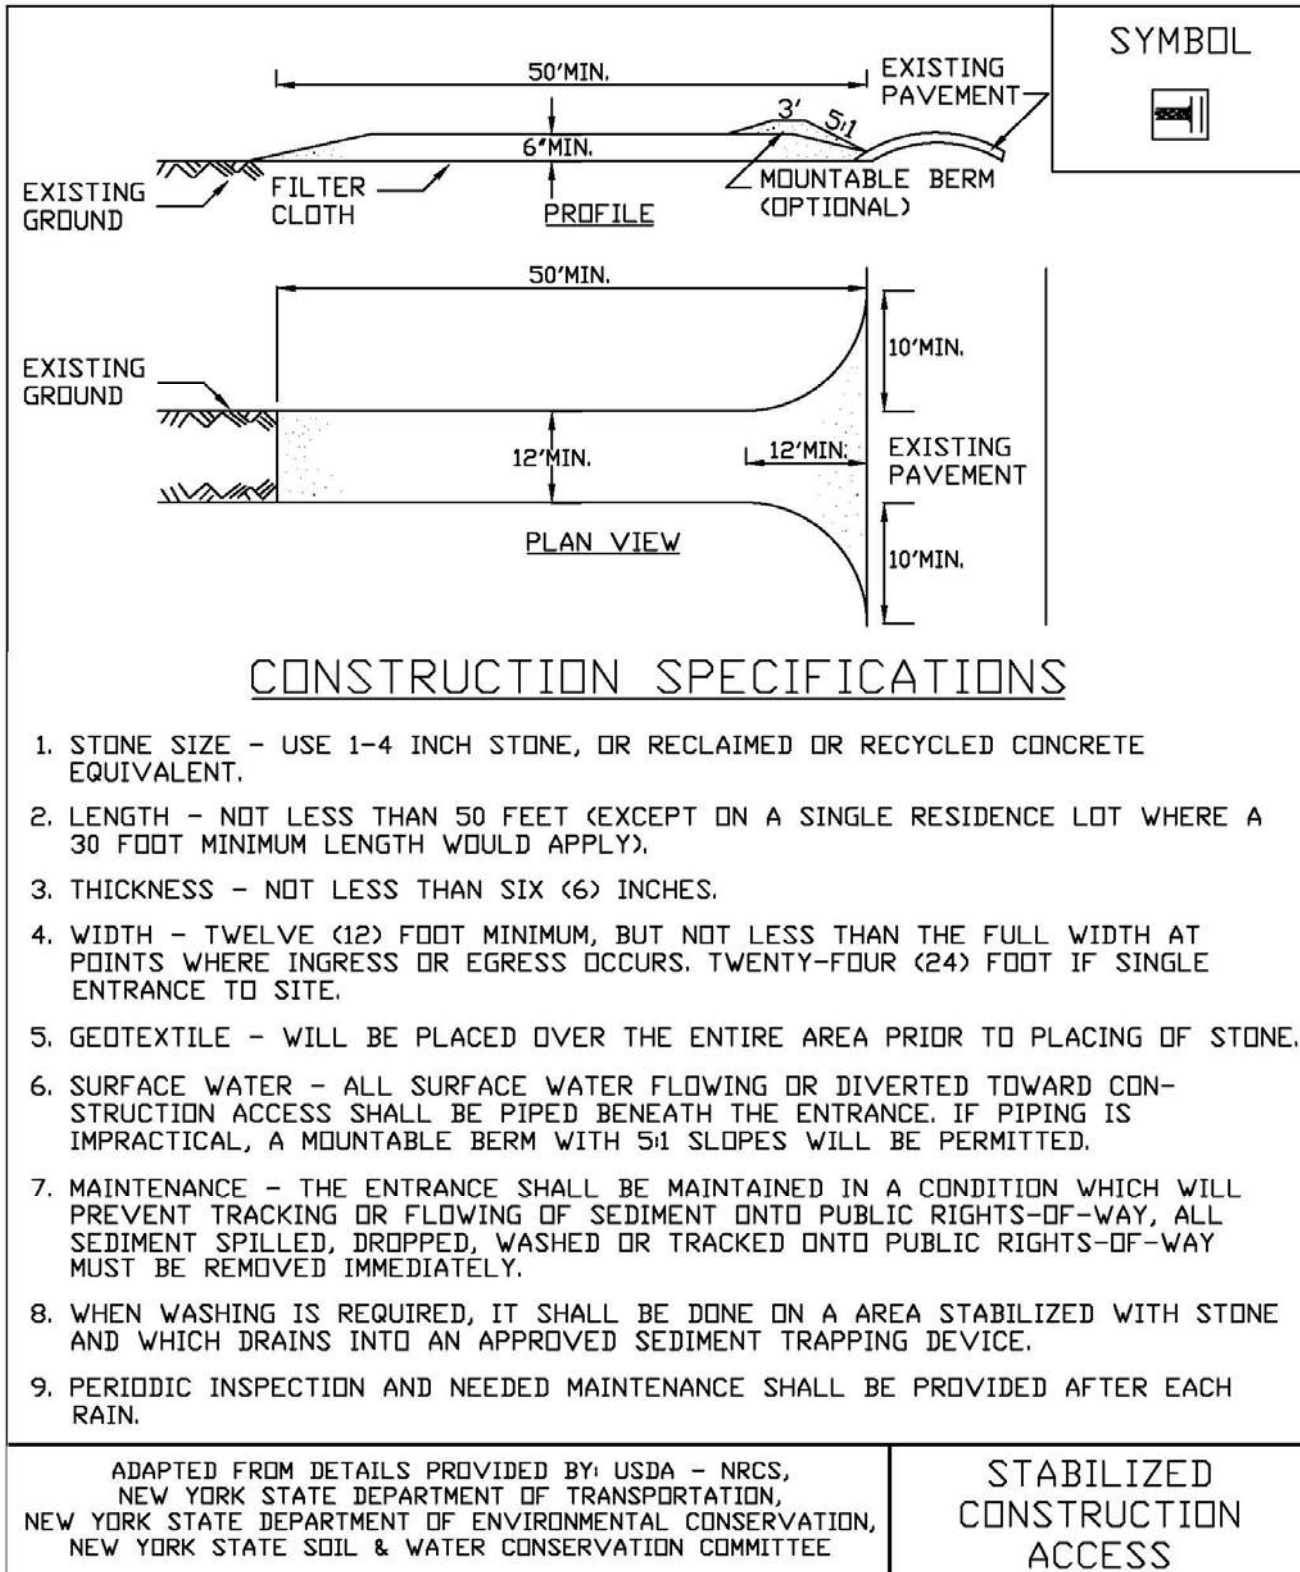 SYMBOL
50'MIN.
EXISTING
PAVEMENT
3'
5:1
6"MIN.
EXISTING
GROUND
FILTER
CLOTH
MOUNTABLE BERM
(OPTIONAL)
PROFILE
50'MIN.
EXISTING
GROUND
10'MIN.
12'MIN.
12'MIN.
EXISTING
PAVEMENT
PLAN VIEW
10'MIN.
CONSTRUCTION SPECIFICATIONS
1. STONE SIZE - USE 1-4 INCH STONE, OR RECLAIMED OR RECYCLED CONCRETE
EQUIVALENT.
2. LENGTH - NOT LESS THAN 50 FEET (EXCEPT ON A SINGLE RESIDENCE LOT WHERE A
30 FOOT MINIMUM LENGTH WOULD APPLY).
3. THICKNESS - NOT LESS THAN SIX (6) INCHES.
4. WIDTH - TWELVE (12) FOOT MINIMUM, BUT NOT LESS THAN THE FULL WIDTH AT
POINTS WHERE INGRESS OR EGRESS OCCURS. TWENTY-FOUR (24) FOOT IF SINGLE
ENTRANCE TO SITE.
5. GEOTEXTILE - WILL BE PLACED OVER THE ENTIRE AREA PRIOR TO PLACING OF STONE.
6. SURFACE WATER - ALL SURFACE WATER FLOWING OR DIVERTED TOWARD CON-
STRUCTION ACCESS SHALL BE PIPED BENEATH THE ENTRANCE. IF PIPING IS
IMPRACTICAL, A MOUNTABLE BERM WITH 5:1 SLOPES WILL BE PERMITTED.
7. MAINTENANCE - THE ENTRANCE SHALL BE MAINTAINED IN A CONDITION WHICH WILL
PREVENT TRACKING OR FLOWING OF SEDIMENT ONTO PUBLIC RIGHTS-OF-WAY, ALL
SEDIMENT SPILLED, DROPPED, WASHED OR TRACKED ONTO PUBLIC RIGHTS-OF-WAY
MUST BE REMOVED IMMEDIATELY.
8. WHEN WASHING IS REQUIRED, IT SHALL BE DONE ON A AREA STABILIZED WITH STONE
AND WHICH DRAINS INTO AN APPROVED SEDIMENT TRAPPING DEVICE.
9. PERIODIC INSPECTION AND NEEDED MAINTENANCE SHALL BE PROVIDED AFTER EACH
RAIN.
ADAPTED FROM DETAILS PROVIDED BY: USDA - NRCS,
NEW YORK STATE DEPARTMENT OF TRANSPORTATION,
NEW YORK STATE DEPARTMENT OF ENVIRONMENTAL CONSERVATION,
NEW YORK STATE SOIL & WATER CONSERVATION COMMITTEE
STABILIZED
CONSTRUCTION
ACCESS